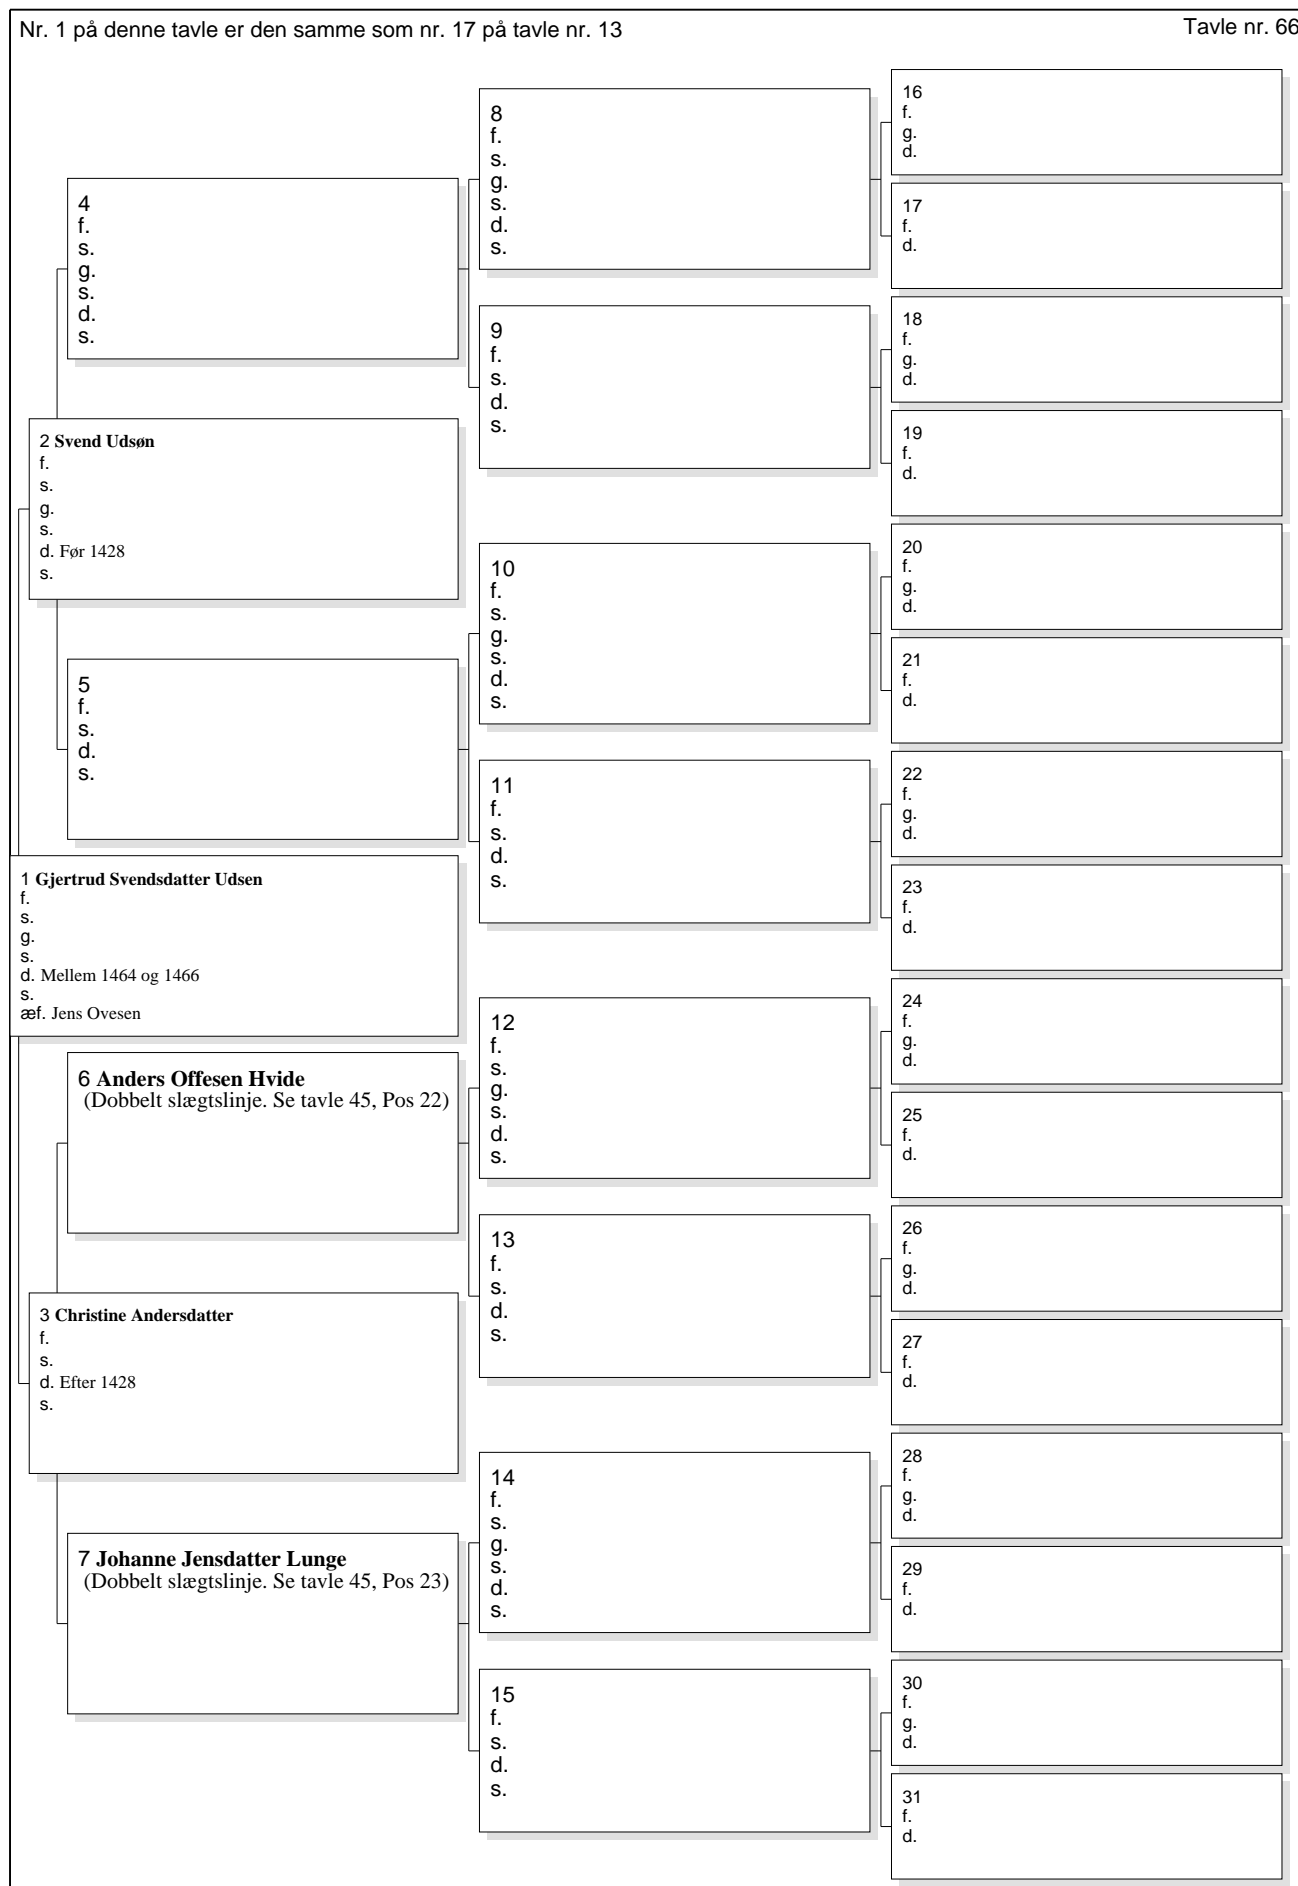 Nr. 1 på denne tavle er den samme som nr. 17 på tavle nr. 13
Tavle nr. 66
16
f.
g.
d.
8
f.
s.
g.
s.
d.
s.
17
f.
d.
4
f.
s.
g.
s.
d.
s.
18
f.
g.
d.
9
f.
s.
d.
s.
19
f.
d.
2 Svend Udsøn
f.
s.
g.
s.
d. Før 1428
s.
20
f.
g.
d.
10
f.
s.
g.
s.
d.
s.
21
f.
d.
5
f.
s.
d.
s.
22
f.
g.
d.
11
f.
s.
d.
s.
23
f.
d.
1 Gjertrud Svendsdatter Udsen
f.
s.
g.
s.
d. Mellem 1464 og 1466
s.
æf. Jens Ovesen
24
f.
g.
d.
12
f.
s.
g.
s.
d.
s.
25
f.
d.
6 Anders Offesen Hvide
(Dobbelt slægtslinje. Se tavle 45, Pos 22)
26
f.
g.
d.
13
f.
s.
d.
s.
27
f.
d.
3 Christine Andersdatter
f.
s.
d. Efter 1428
s.
28
f.
g.
d.
14
f.
s.
g.
s.
d.
s.
29
f.
d.
7 Johanne Jensdatter Lunge
(Dobbelt slægtslinje. Se tavle 45, Pos 23)
30
f.
g.
d.
15
f.
s.
d.
s.
31
f.
d.